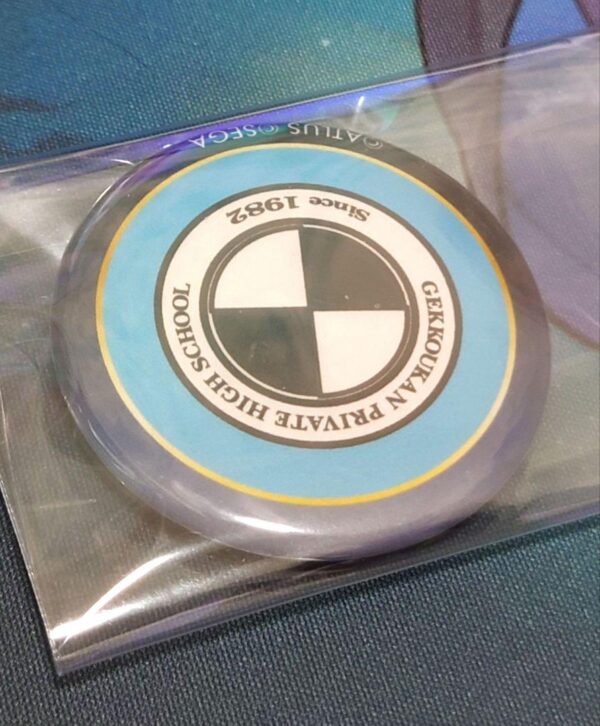 GEKKOUKAN PRIVATE HIGH SCHOOL
Since 1982
©ATLUS ©SEGA